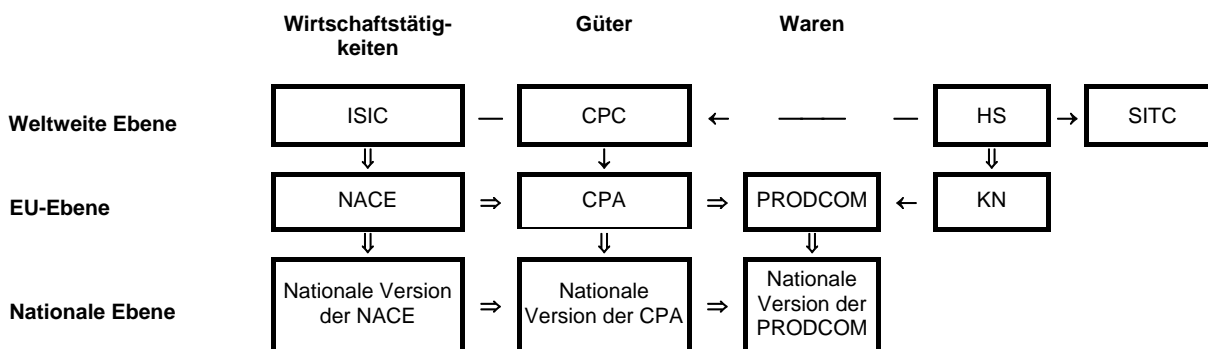 Wirtschaftstätig-
keiten
Güter
Waren
Weltweite Ebene
ISIC
—
CPC
← —— —
HS
→
SITC
⇓
↓
⇓
EU-Ebene
NACE
⇒
CPA
⇒
PRODCOM
←
KN
⇓
⇓
⇓
Nationale Ebene
Nationale Version
der NACE
⇒
Nationale
Version der CPA
⇒
Nationale
Version der
PRODCOM